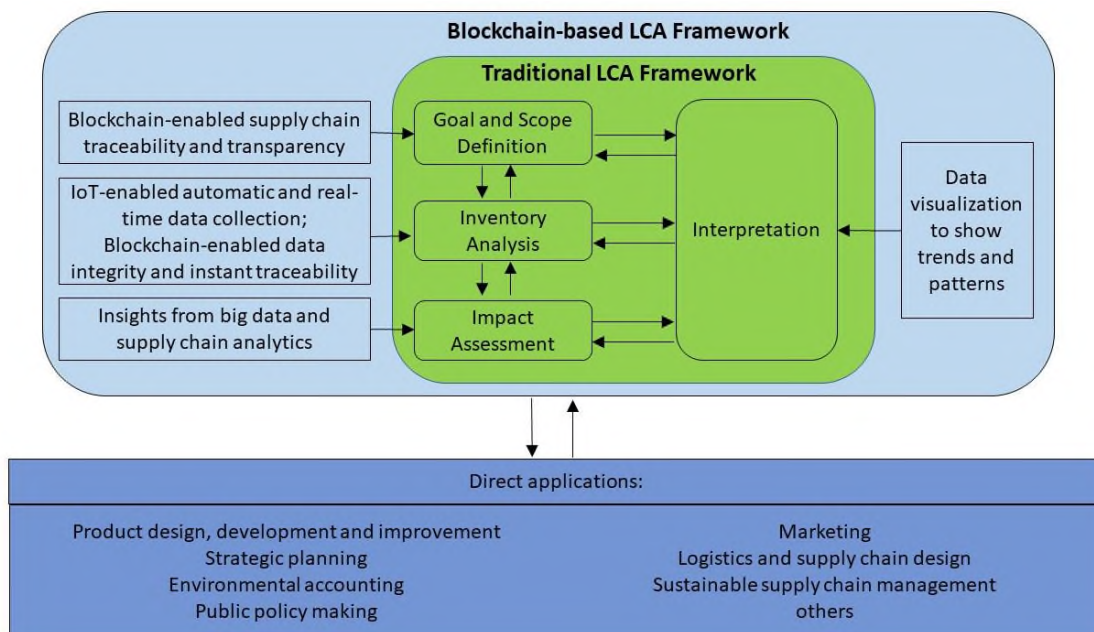 Blockchain-based LCA Framework
Traditional LCA Framework
Blockchain-enabled supply chain
traceability and transparency
Goal and Scope
Definition
IoT-enabled automatic and real-
time data collection;
Blockchain-enabled data
integrity and instant traceability
Inventory
Analysis
Insights from big data and
supply chain analytics
Impact
Assessment
Interpretation
Data
visualization
to show
trends and
patterns
Direct applications:
Product design, development and improvement
Strategic planning
Environmental accounting
Public policy making
Marketing
Logistics and supply chain design
Sustainable supply chain management
others